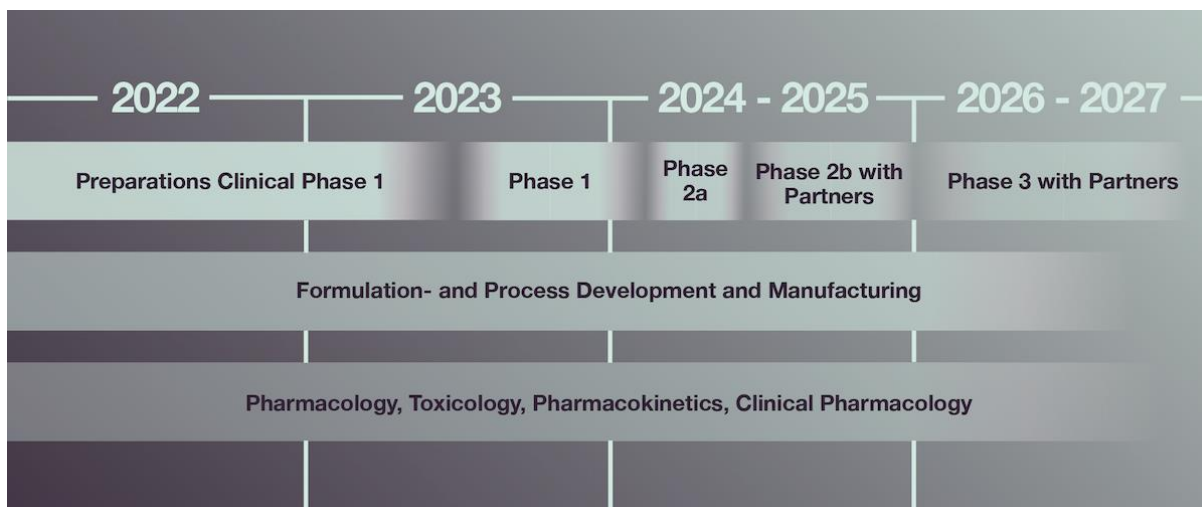 2022
2023
2024 - 2025
2026 - 2027
Preparations Clinical Phase 1
Phase 1
Phase
2a
Phase 2b with
Partners
Phase 3 with Partners
Formulation- and Process Development and Manufacturing
Pharmacology, Toxicology, Pharmacokinetics, Clinical Pharmacology